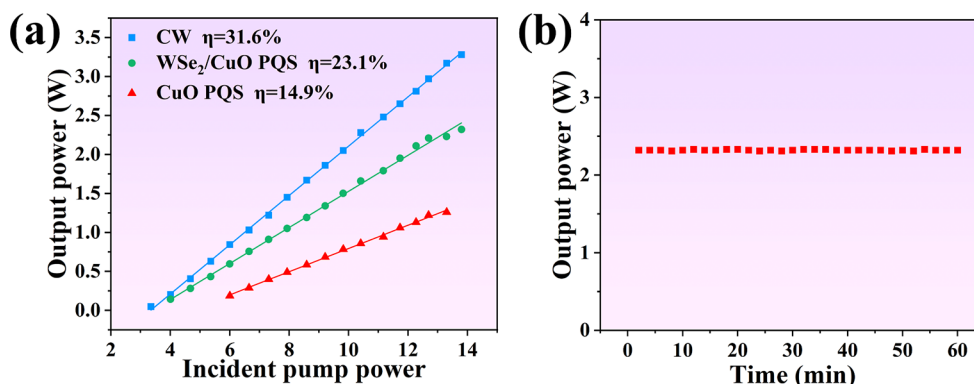 (a)
CW η=31.6%
WSe₂/CuO PQS η=23.1%
CuO PQS η=14.9%
Output power (W)
3.5
3.0
2.5
2.0
1.5
1.0
0.5
0.0
2 4 6 8 10 12 14
Incident pump power
(b)
Output power (W)
4
3
2
1
0
0 10 20 30 40 50 60
Time (min)